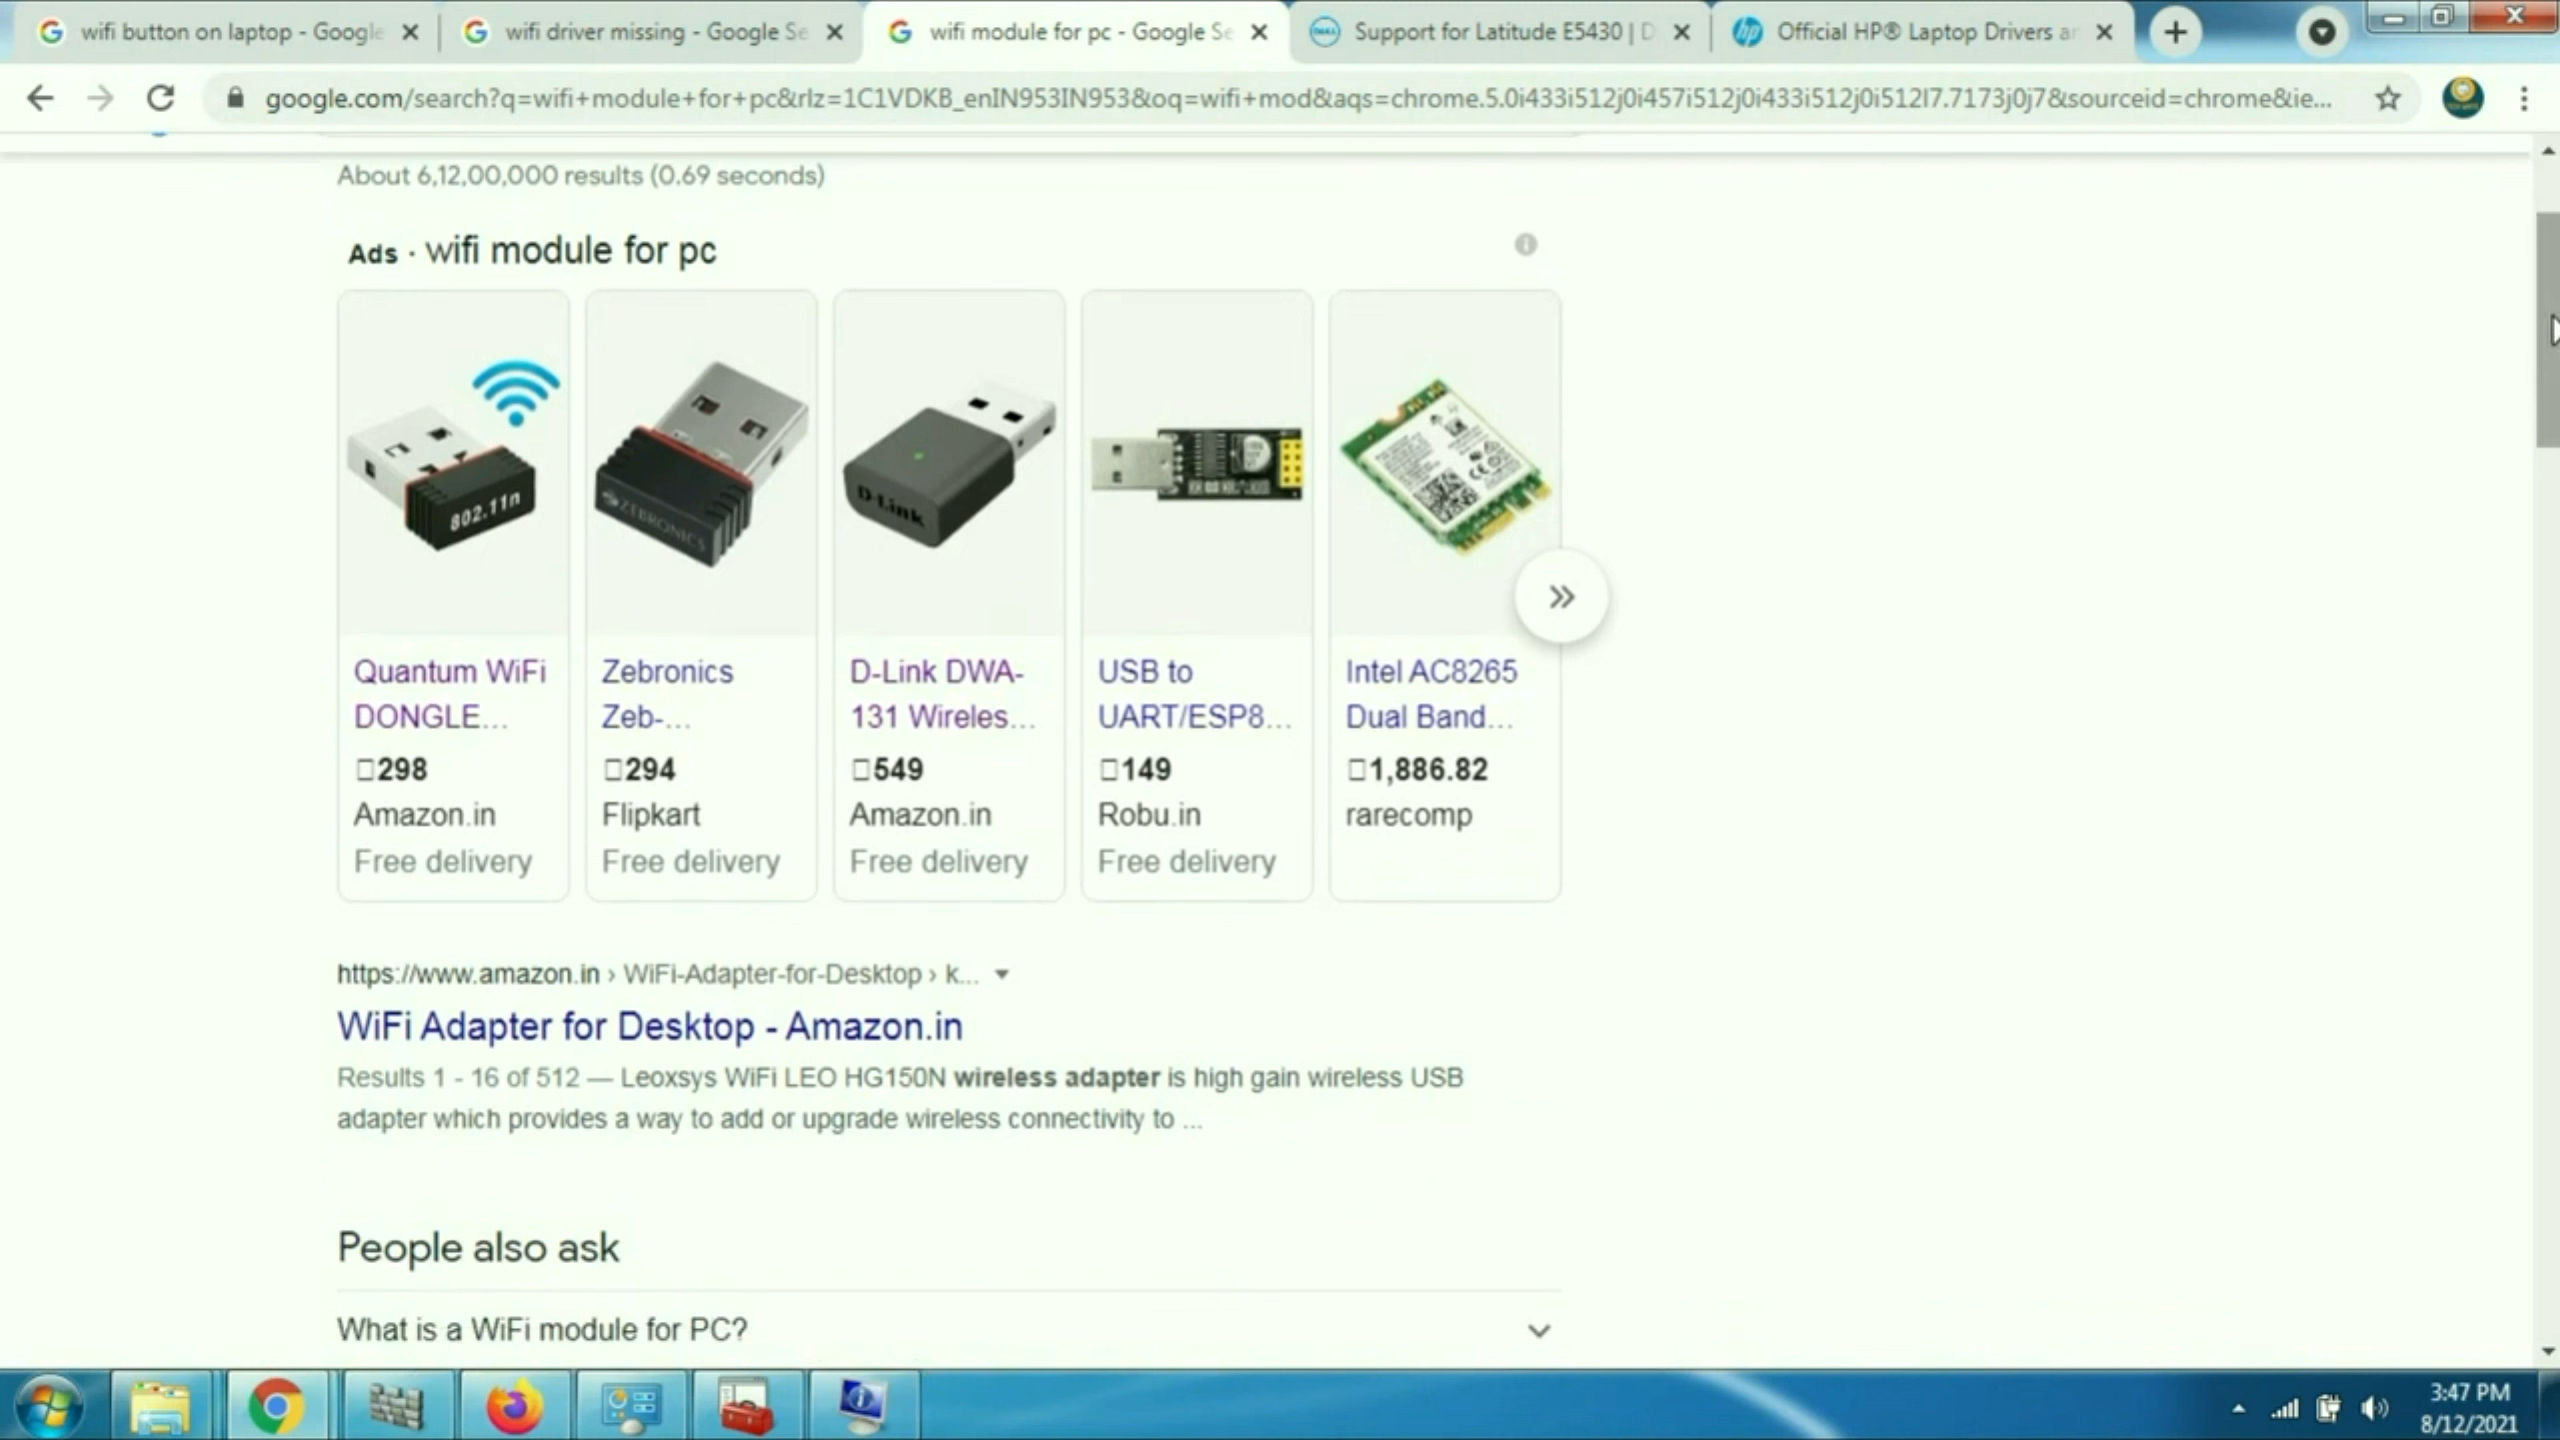 wifi button on laptop - Google
wifi driver missing - Google Se
wifi module for pc - Google Se
Support for Latitude E5430 | D
Official HP® Laptop Drivers an
google.com/search?q=wifi+module+for+pc&rlz=1C1VDKB_enIN953IN953&oq=wifi+mod&aqs=chrome.5.0i433i512j0i457i512j0i433i512j0i512l7.7173j0j7&sourceid=chrome&ie...
About 6,12,00,000 results (0.69 seconds)
Ads · wifi module for pc
802.11n
ZEBRONICS
D-Link
Quantum WiFi
DONGLE...
□298
Amazon.in
Free delivery
Zebronics
Zeb-...
□294
Flipkart
Free delivery
D-Link DWA-
131 Wireles...
□549
Amazon.in
Free delivery
USB to
UART/ESP8...
□149
Robu.in
Free delivery
Intel AC8265
Dual Band...
□1,886.82
rarecomp
https://www.amazon.in › WiFi-Adapter-for-Desktop › k...
WiFi Adapter for Desktop - Amazon.in
Results 1 - 16 of 512 — Leoxsys WiFi LEO HG150N wireless adapter is high gain wireless USB
adapter which provides a way to add or upgrade wireless connectivity to ...
People also ask
What is a WiFi module for PC?
3:47 PM
8/12/2021